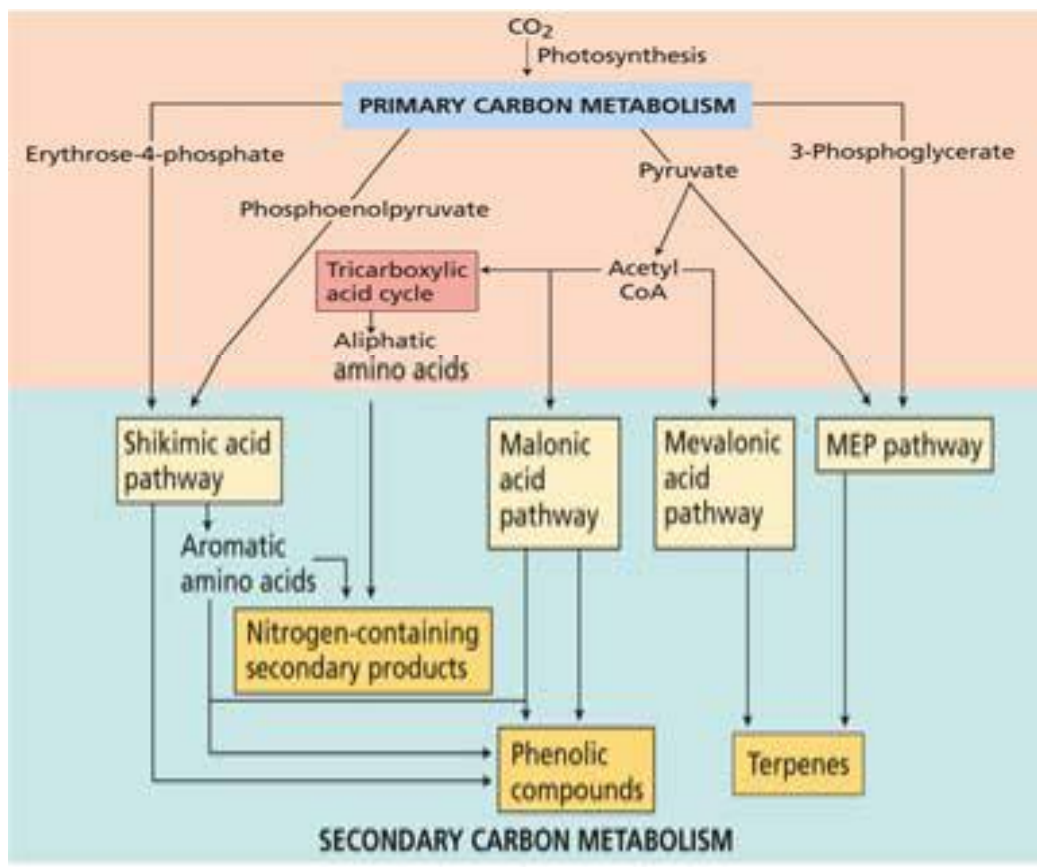 CO2
Photosynthesis
PRIMARY CARBON METABOLISM
Erythrose-4-phosphate
3-Phosphoglycerate
Pyruvate
Phosphoenolpyruvate
Tricarboxylic
acid cycle
Acetyl
CoA
Aliphatic
amino acids
Shikimic acid
pathway
Malonic
acid
pathway
Mevalonic
acid
pathway
MEP pathway
Aromatic
amino acids
Nitrogen-containing
secondary products
Phenolic
compounds
Terpenes
SECONDARY CARBON METABOLISM